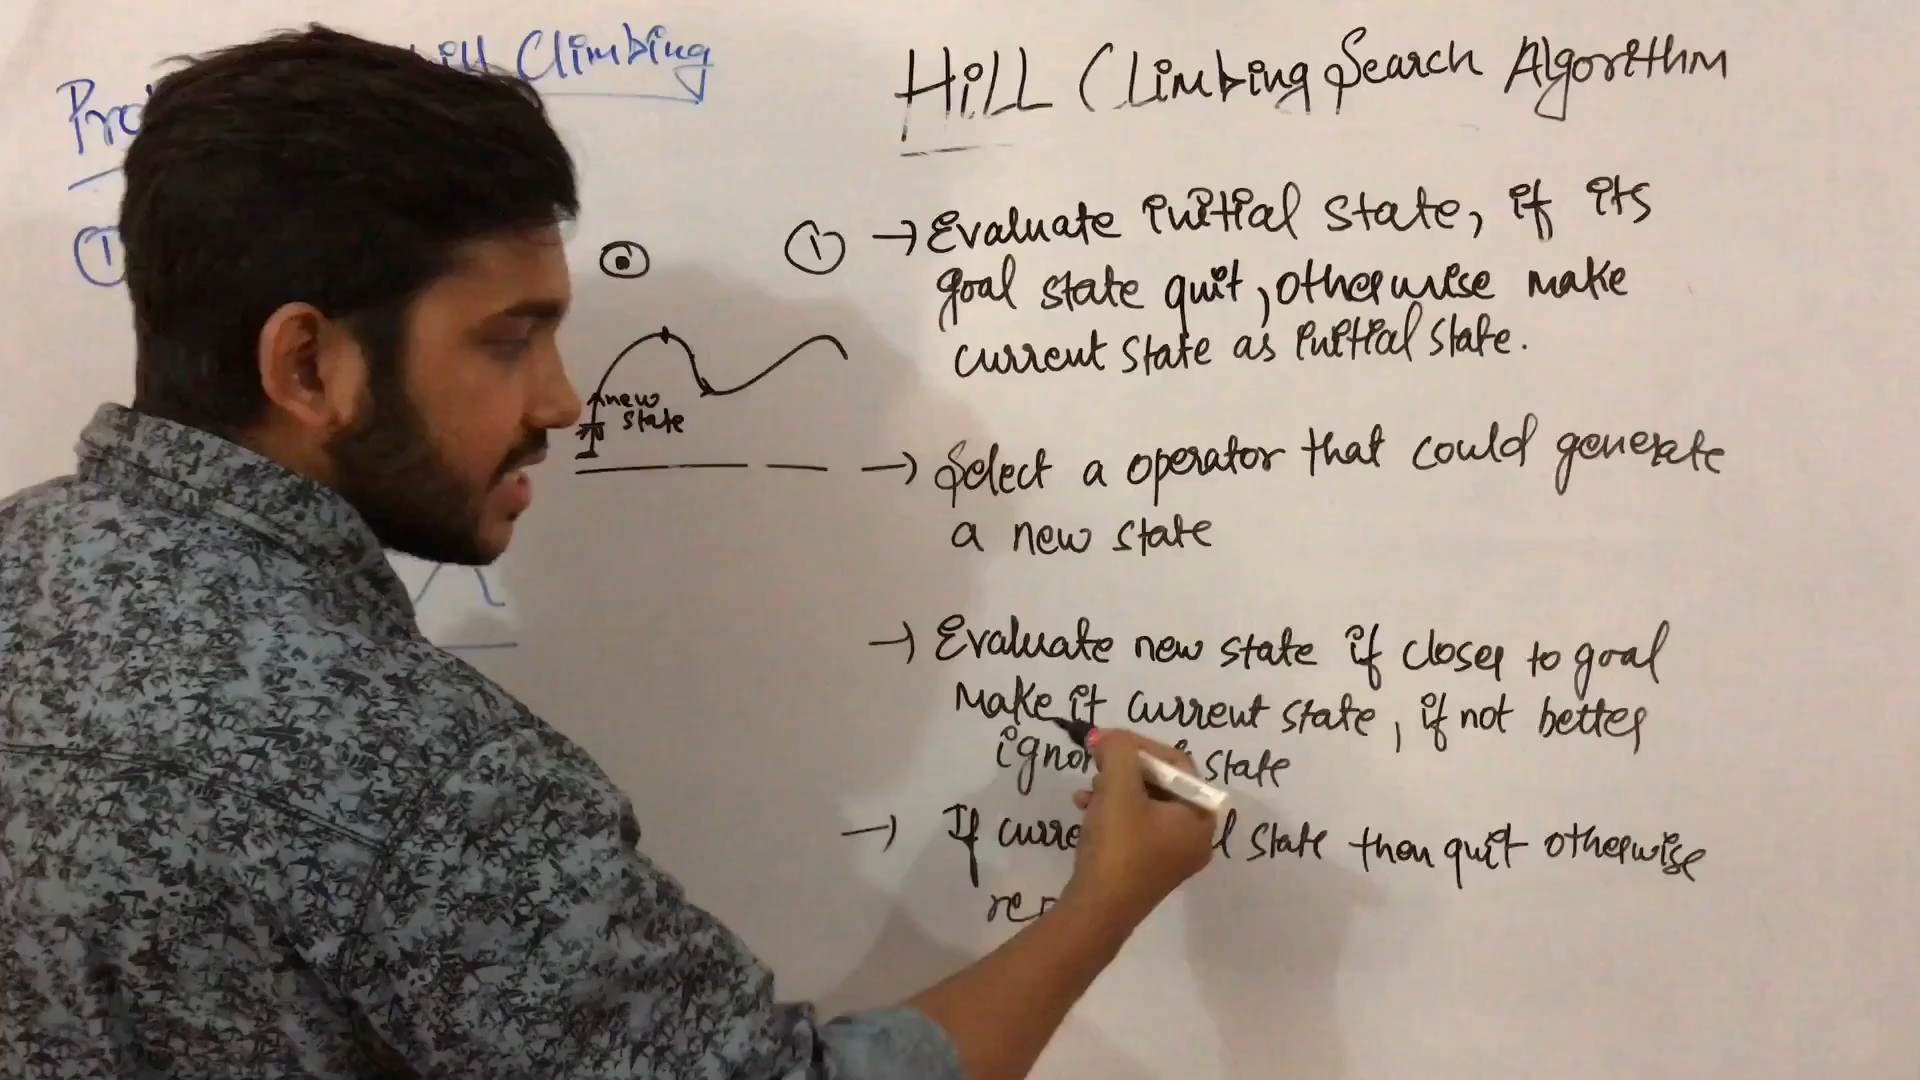 Climbing
①
new
state
HiLL Climbing Search Algorithm
① → Evaluate initial state, if its
goal state quit, otherwise make
current state as initial state.
→ Select a operator that could generate
a new state
→ Evaluate new state if closer to goal
make it current state, if not better
state
→ If state then quit otherwise